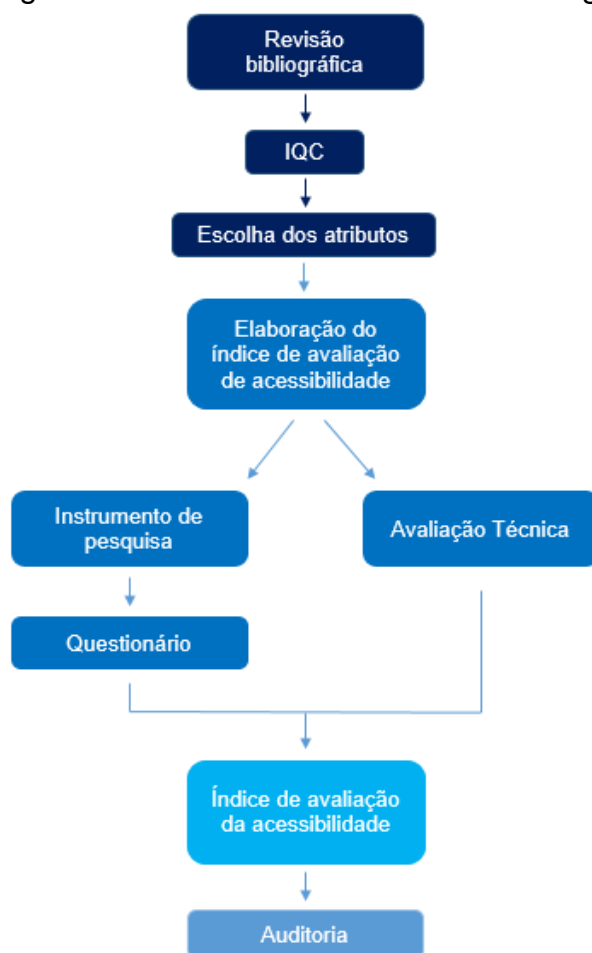 Revisão
bibliográfica
IQC
Escolha dos atributos
Elaboração do
índice de avaliação
de acessibilidade
Instrumento de
pesquisa
Avaliação Técnica
Questionário
Índice de avaliação
da acessibilidade
Auditoria